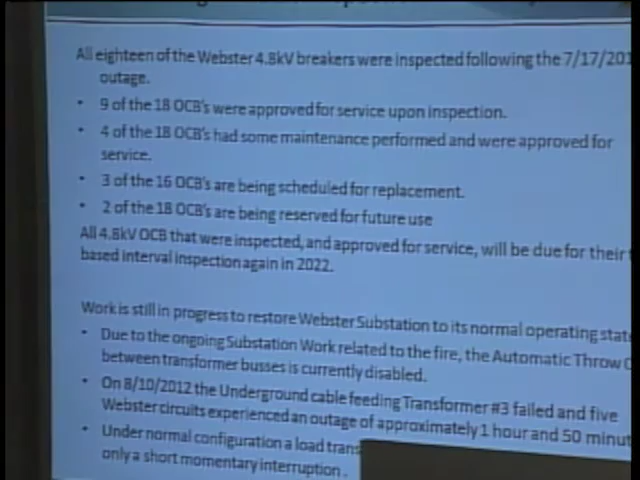 All eighteen of the Webster 4.8kV breakers were inspected following the 7/17/201
outage.
• 9 of the 18 OCB's were approved for service upon inspection.
• 4 of the 18 OCB's had some maintenance performed and were approved for
service.
• 3 of the 16 OCB's are being scheduled for replacement.
• 2 of the 18 OCB's are being reserved for future use
All 4.8kV OCB that were inspected, and approved for service, will be due for their
based interval inspection again in 2022.
Work is still in progress to restore Webster Substation to its normal operating state
• Due to the ongoing Substation Work related to the fire, the Automatic Throw
between transformer busses is currently disabled.
• On 8/10/2012 the Underground cable feeding Transformer #3 failed and five
Webster circuits experienced an outage of approximately 1 hour and 50 minut
• Under normal configuration a load trans
only a short momentary interruption.